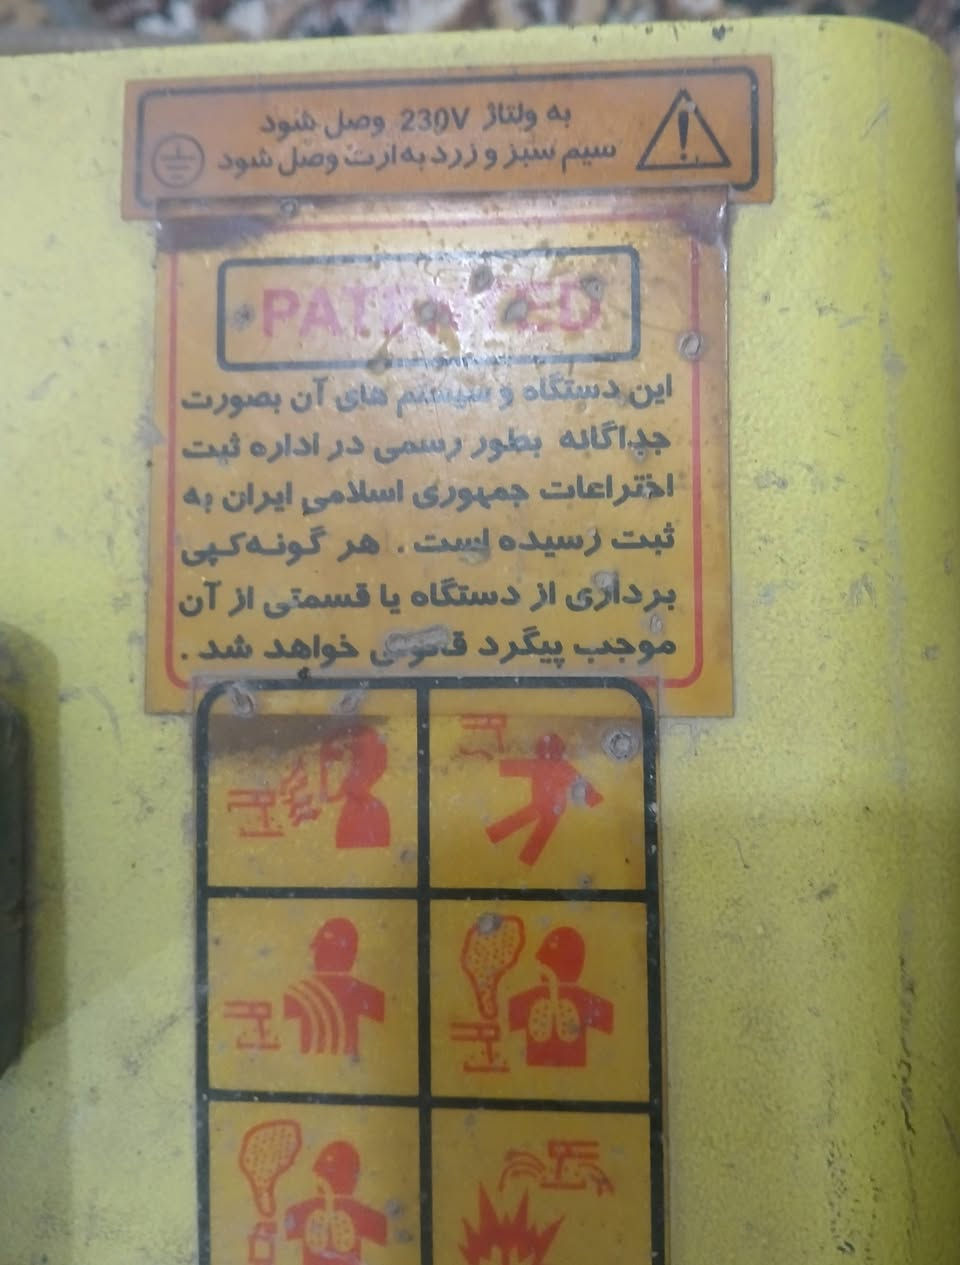 به ولتاژ 230V وصل شود
سیم سبز و زرد به ارت وصل شود
PATENTED
این دستگاه و سیستم های آن بصورت
جداگانه بطور رسمی در اداره ثبت
اختراعات جمهوری اسلامی ایران به
ثبت رسیده است . هر گونه کپی
برداری از دستگاه یا قسمتی از آن
موجب پیگرد قانونی خواهد شد .